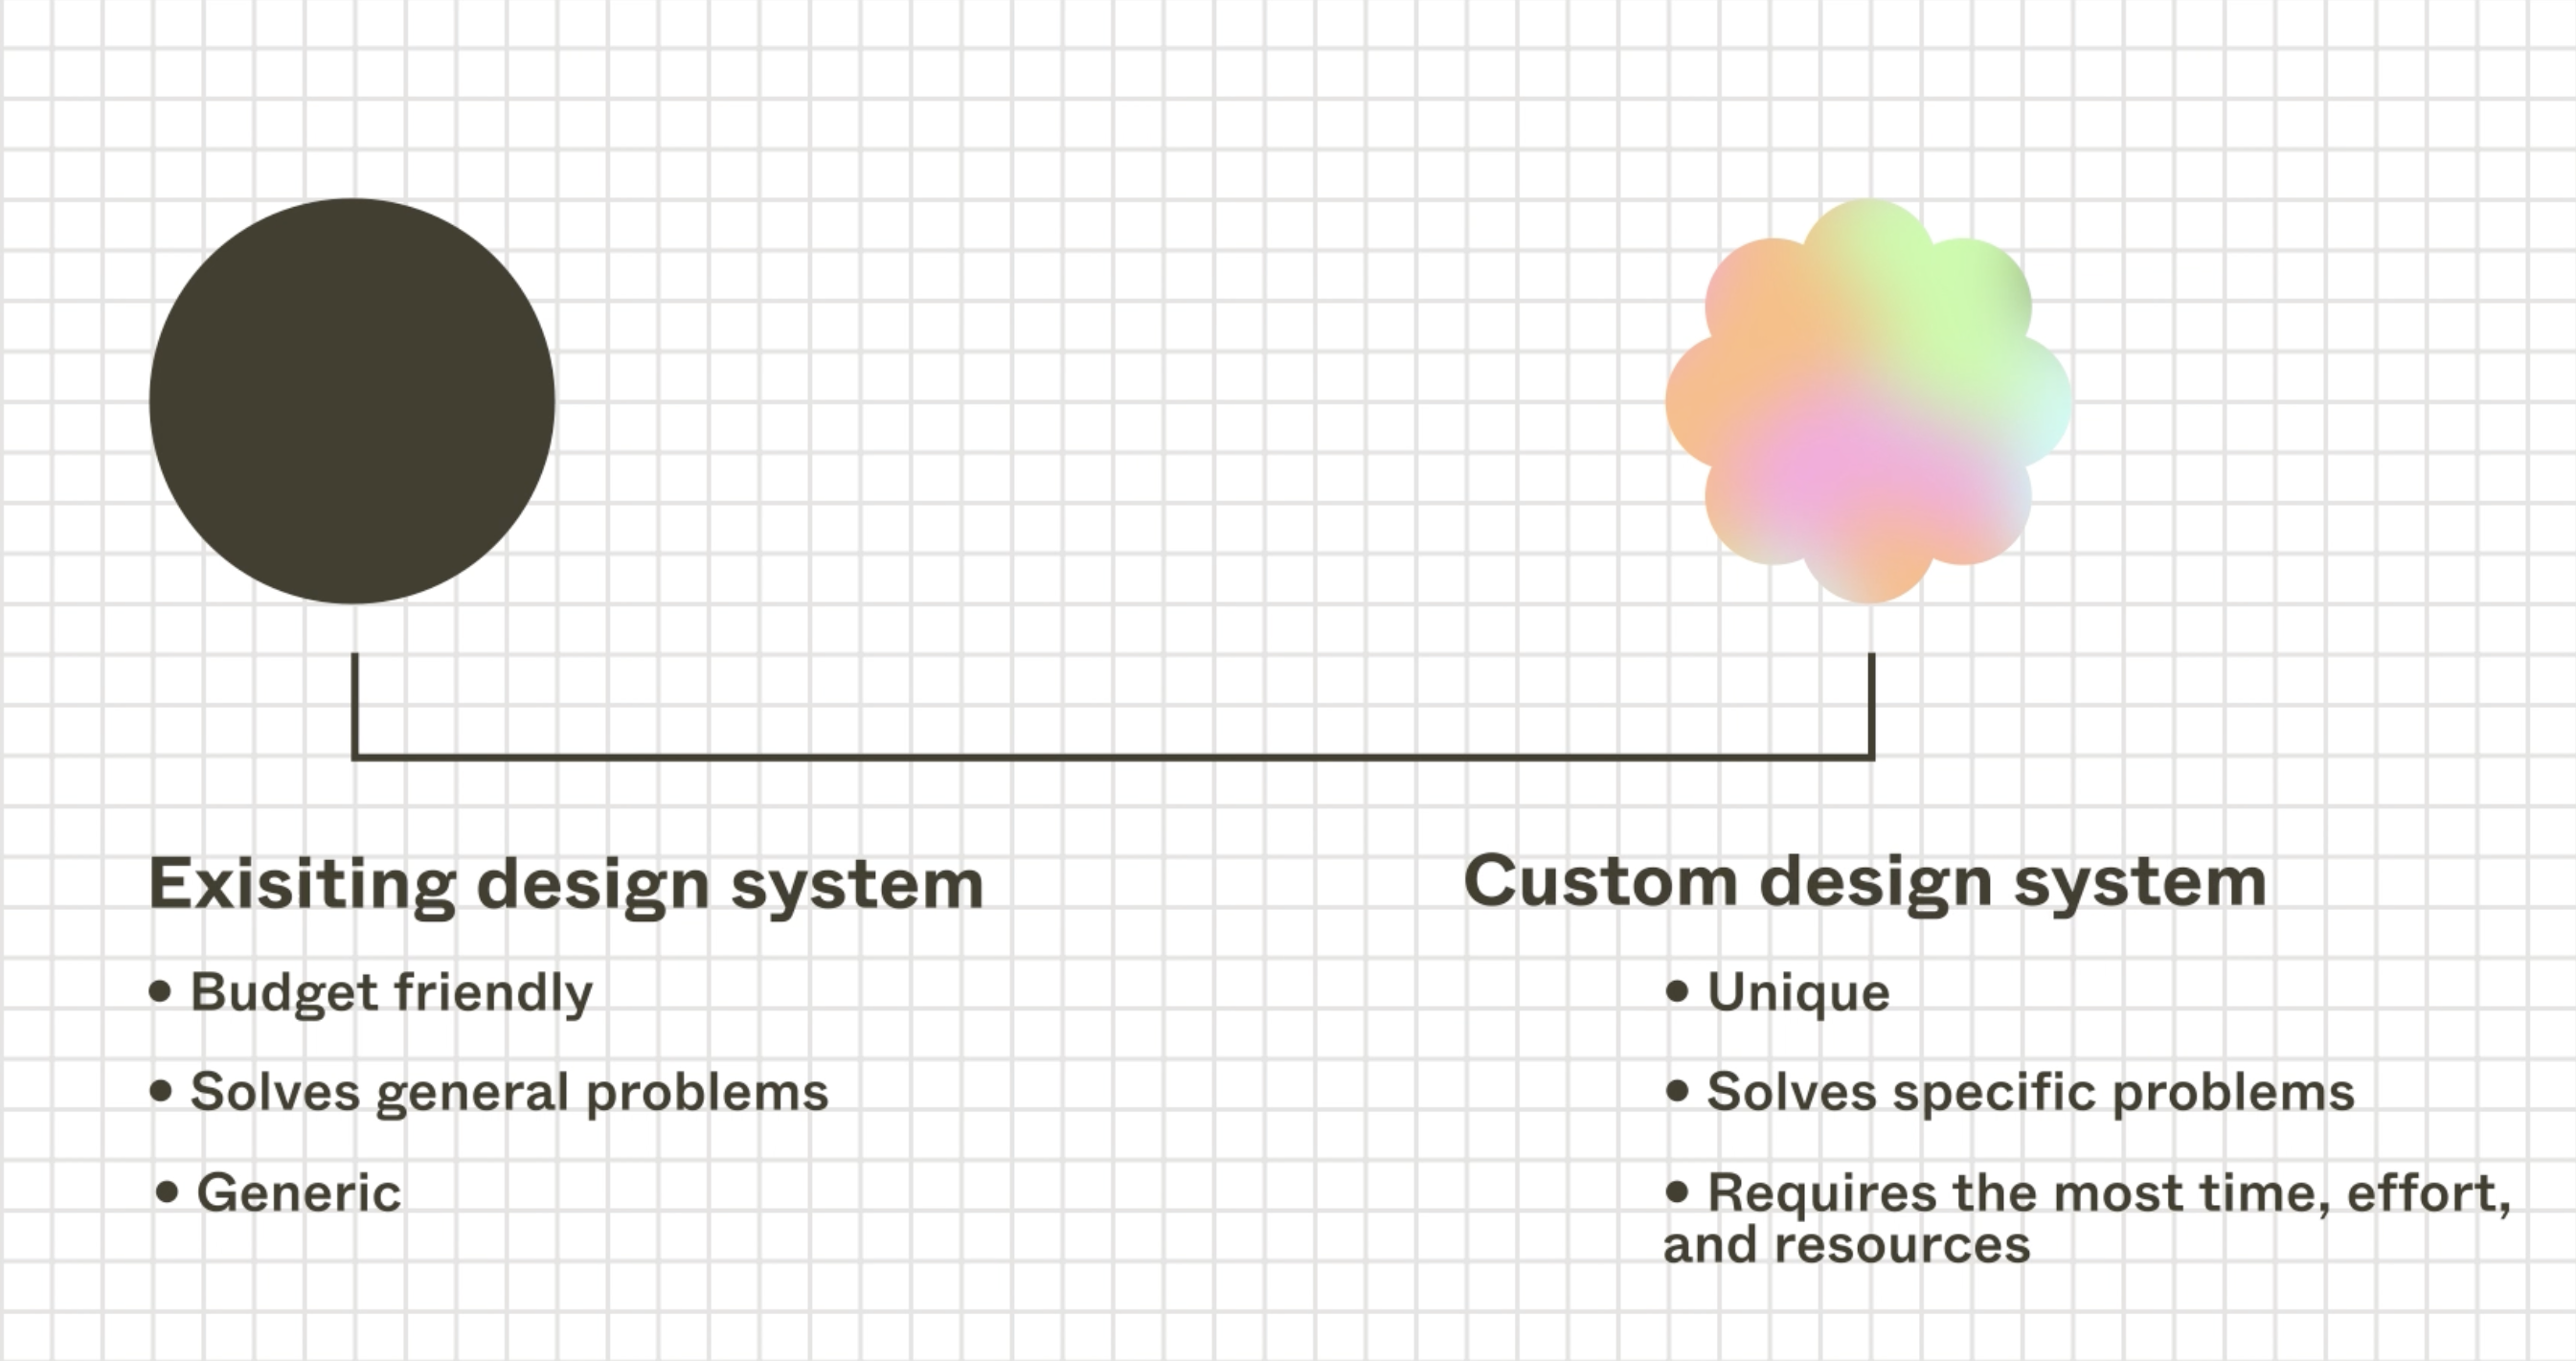 Exisiting design system
• Budget friendly
• Solves general problems
• Generic
Custom design system
• Unique
• Solves specific problems
• Requires the most time, effort,
and resources